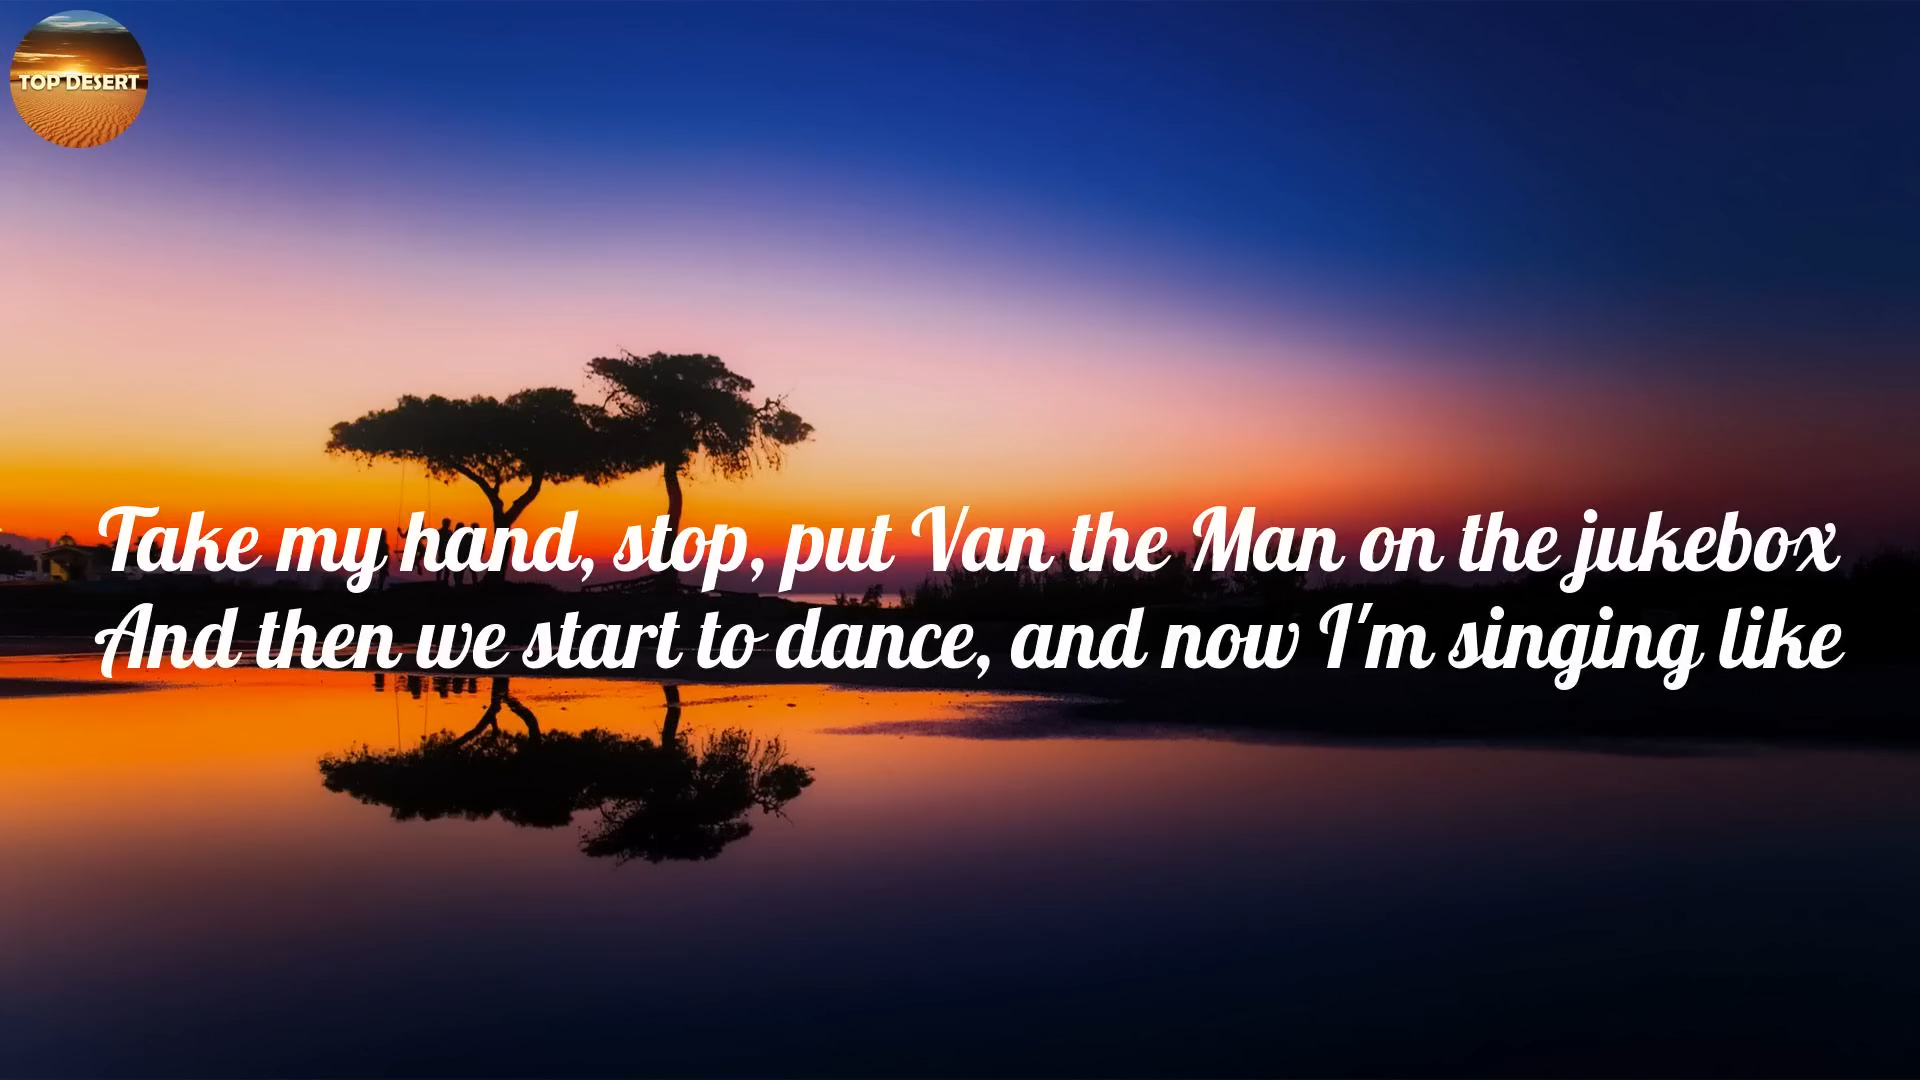 TOP DESERT
Take my hand, stop, put Van the Man on the jukebox
And then we start to dance, and now I'm singing like